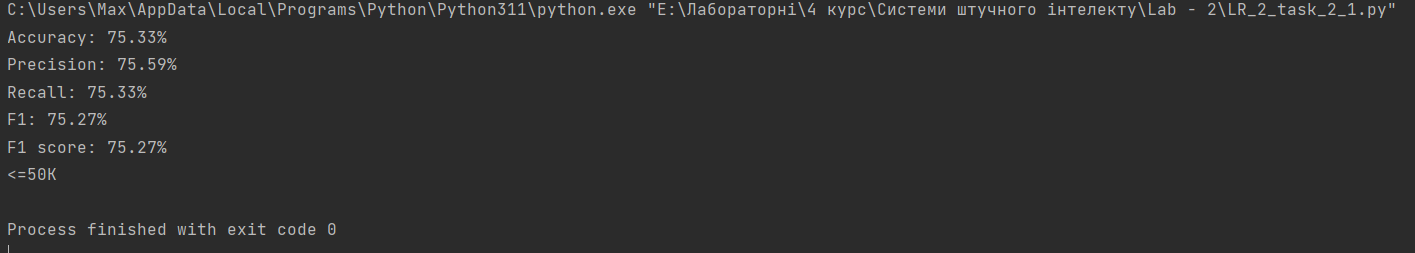 C:\Users\Max\AppData\Local\Programs\Python\Python311\python.exe "E:\Лабораторні\4 курс\Системи штучного інтелекту\Lab - 2\LR_2_task_2_1.py"
Accuracy: 75.33%
Precision: 75.59%
Recall: 75.33%
F1: 75.27%
F1 score: 75.27%
<=50K
Process finished with exit code 0